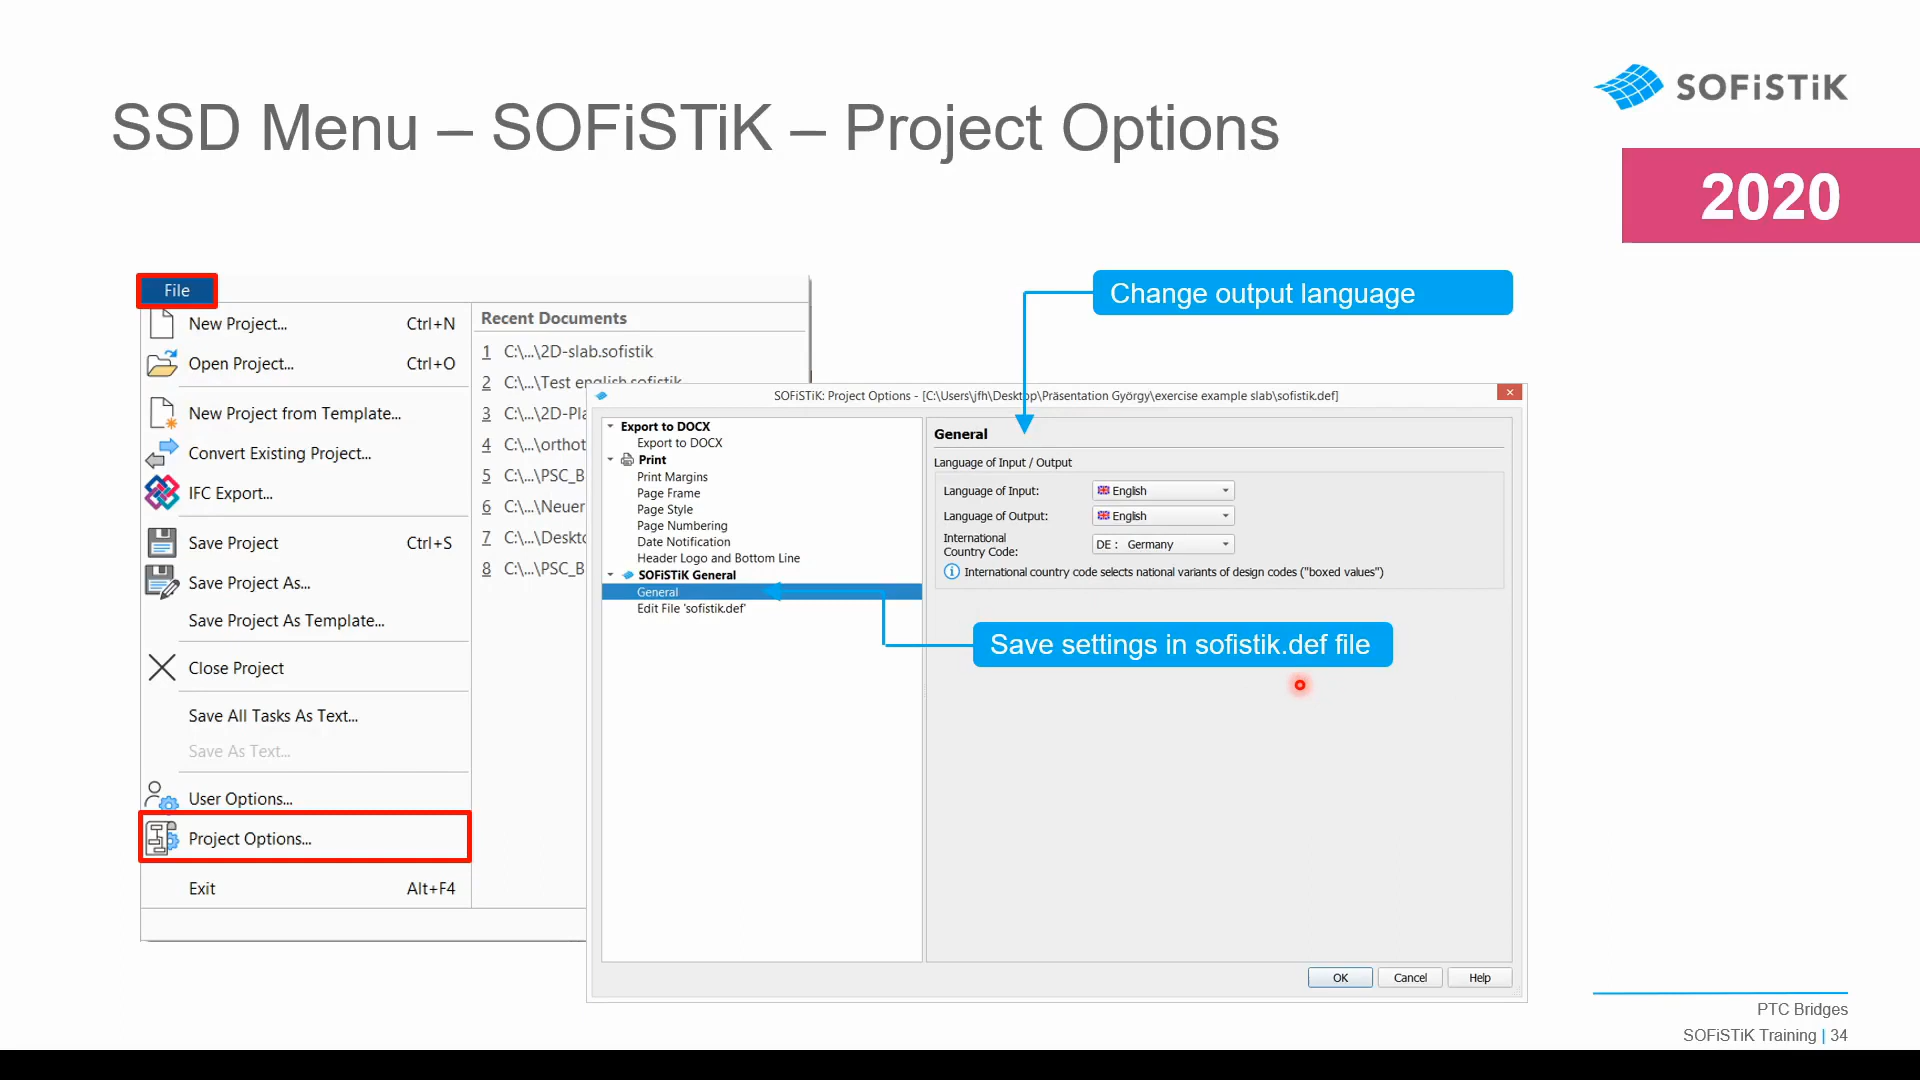 SSD Menu – SOFiSTiK – Project Options
SOFiSTiK
2020
File
New Project... Ctrl+N
Open Project... Ctrl+O
New Project from Template...
Convert Existing Project...
IFC Export...
Save Project Ctrl+S
Save Project As...
Save Project As Template...
Close Project
Save All Tasks As Text...
Save As Text...
User Options...
Project Options...
Exit Alt+F4
Recent Documents
1 C:\...\2D-slab.sofistik
2 C:\...\Test english.sofistik
3 C:\...\2D-Pla
4 C:\...\orthot
5 C:\...\PSC_B
6 C:\...\Neuer
7 C:\...\Deskto
8 C:\...\PSC_B
Change output language
SOFiSTiK: Project Options - [C:\Users\jfh\Desktop\Präsentation György\exercise example slab\sofistik.def]
Export to DOCX
Export to DOCX
Print
Print Margins
Page Frame
Page Style
Page Numbering
Date Notification
Header Logo and Bottom Line
SOFiSTiK General
General
Edit File 'sofistik.def'
General
Language of Input / Output
Language of Input: English
Language of Output: English
International
Country Code: DE : Germany
International country code selects national variants of design codes ("boxed values")
Save settings in sofistik.def file
OK Cancel Help
PTC Bridges
SOFiSTiK Training | 34